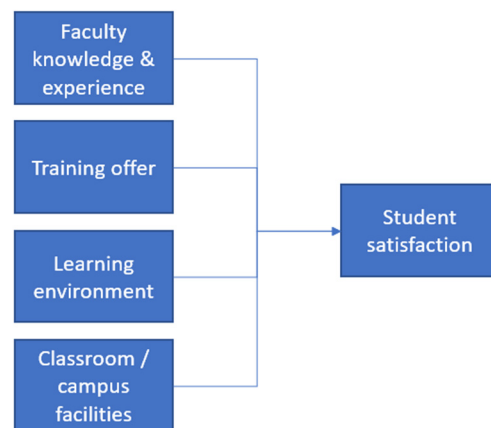 Faculty
knowledge &
experience
Training offer
Learning
environment
Classroom /
campus
facilities
Student
satisfaction